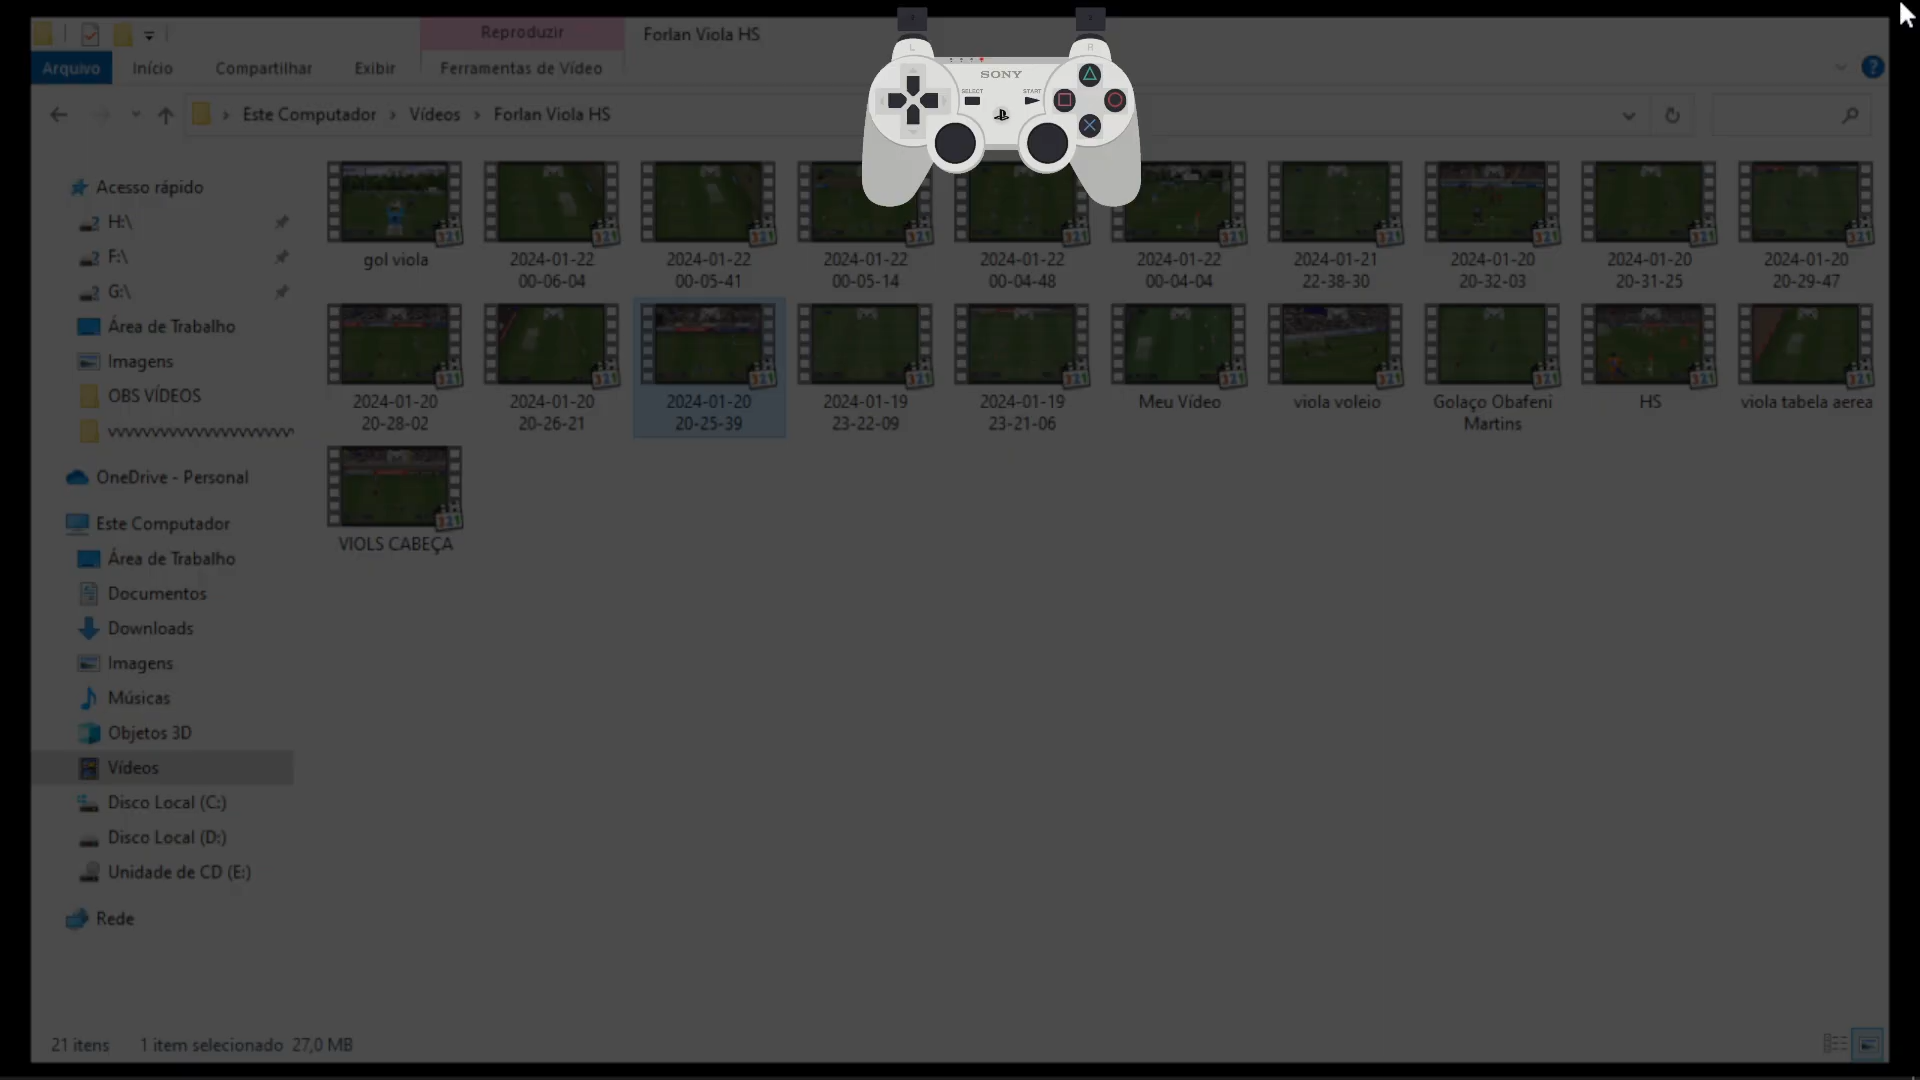 Reproduzir
Forlan Viola HS
Arquivo
Início
Compartilhar
Exibir
Ferramentas de Vídeo
Este Computador > Vídeos > Forlan Viola HS
L
R
SONY
SELECT
START
Acesso rápido
H:\
F:\
G:\
Área de Trabalho
Imagens
OBS VÍDEOS
OneDrive - Personal
Este Computador
Área de Trabalho
Documentos
Downloads
Imagens
Músicas
Objetos 3D
Vídeos
Disco Local (C:)
Disco Local (D:)
Unidade de CD (E:)
Rede
gol viola
2024-01-22
00-06-04
2024-01-22
00-05-41
2024-01-22
00-05-14
2024-01-22
00-04-48
2024-01-22
00-04-04
2024-01-21
22-38-30
2024-01-20
20-32-03
2024-01-20
20-31-25
2024-01-20
20-29-47
2024-01-20
20-28-02
2024-01-20
20-26-21
2024-01-20
20-25-39
2024-01-19
23-22-09
2024-01-19
23-21-06
Meu Vídeo
viola voleio
Golaço Obafeni
Martins
HS
viola tabela aerea
VIOLS CABEÇA
21 itens
1 item selecionado 27,0 MB